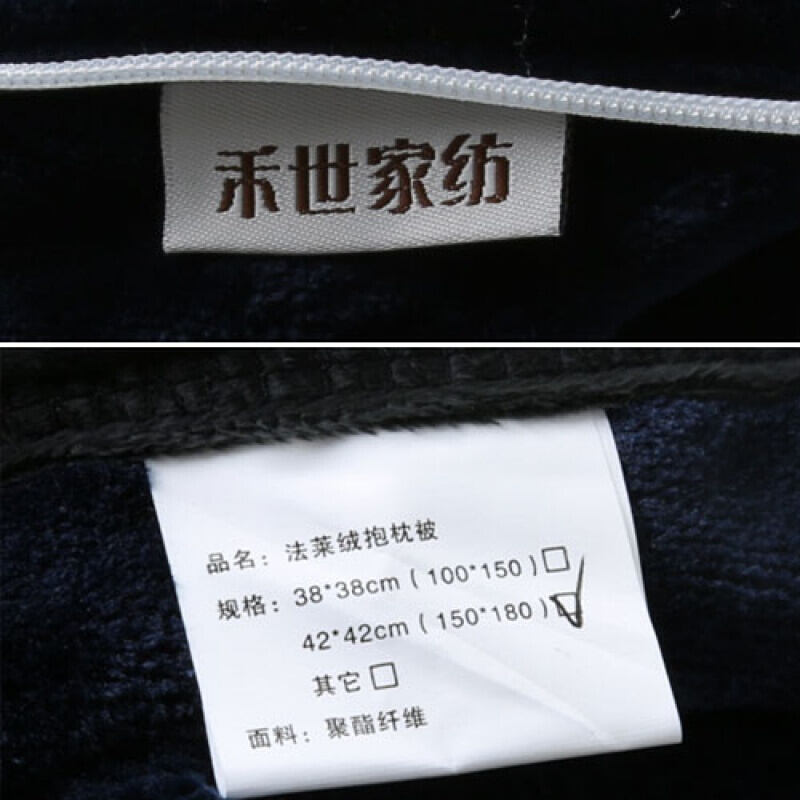 禾世家纺
品名：法莱绒抱枕被
规格：38*38cm（100*150）□
42*42cm（150*180）☑
其它□
面料：聚酯纤维